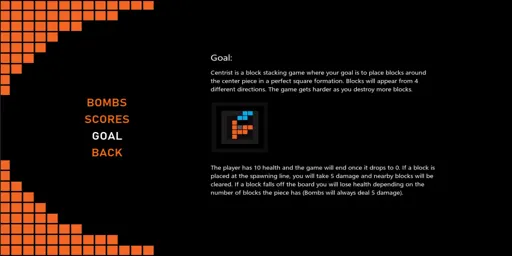 BOMBS
SCORES
GOAL
BACK
Goal:
Centrist is a block stacking game where your goal is to place blocks around
the center piece in a perfect square formation. Blocks will appear from 4
different directions. The game gets harder as you destroy more blocks.
The player has 10 health and the game will end once it drops to 0. If a block is
placed at the spawning line, you will take 5 damage and nearby blocks will be
cleared. If a block falls off the board you will lose health depending on the
number of blocks the piece has (Bombs will always deal 5 damage).